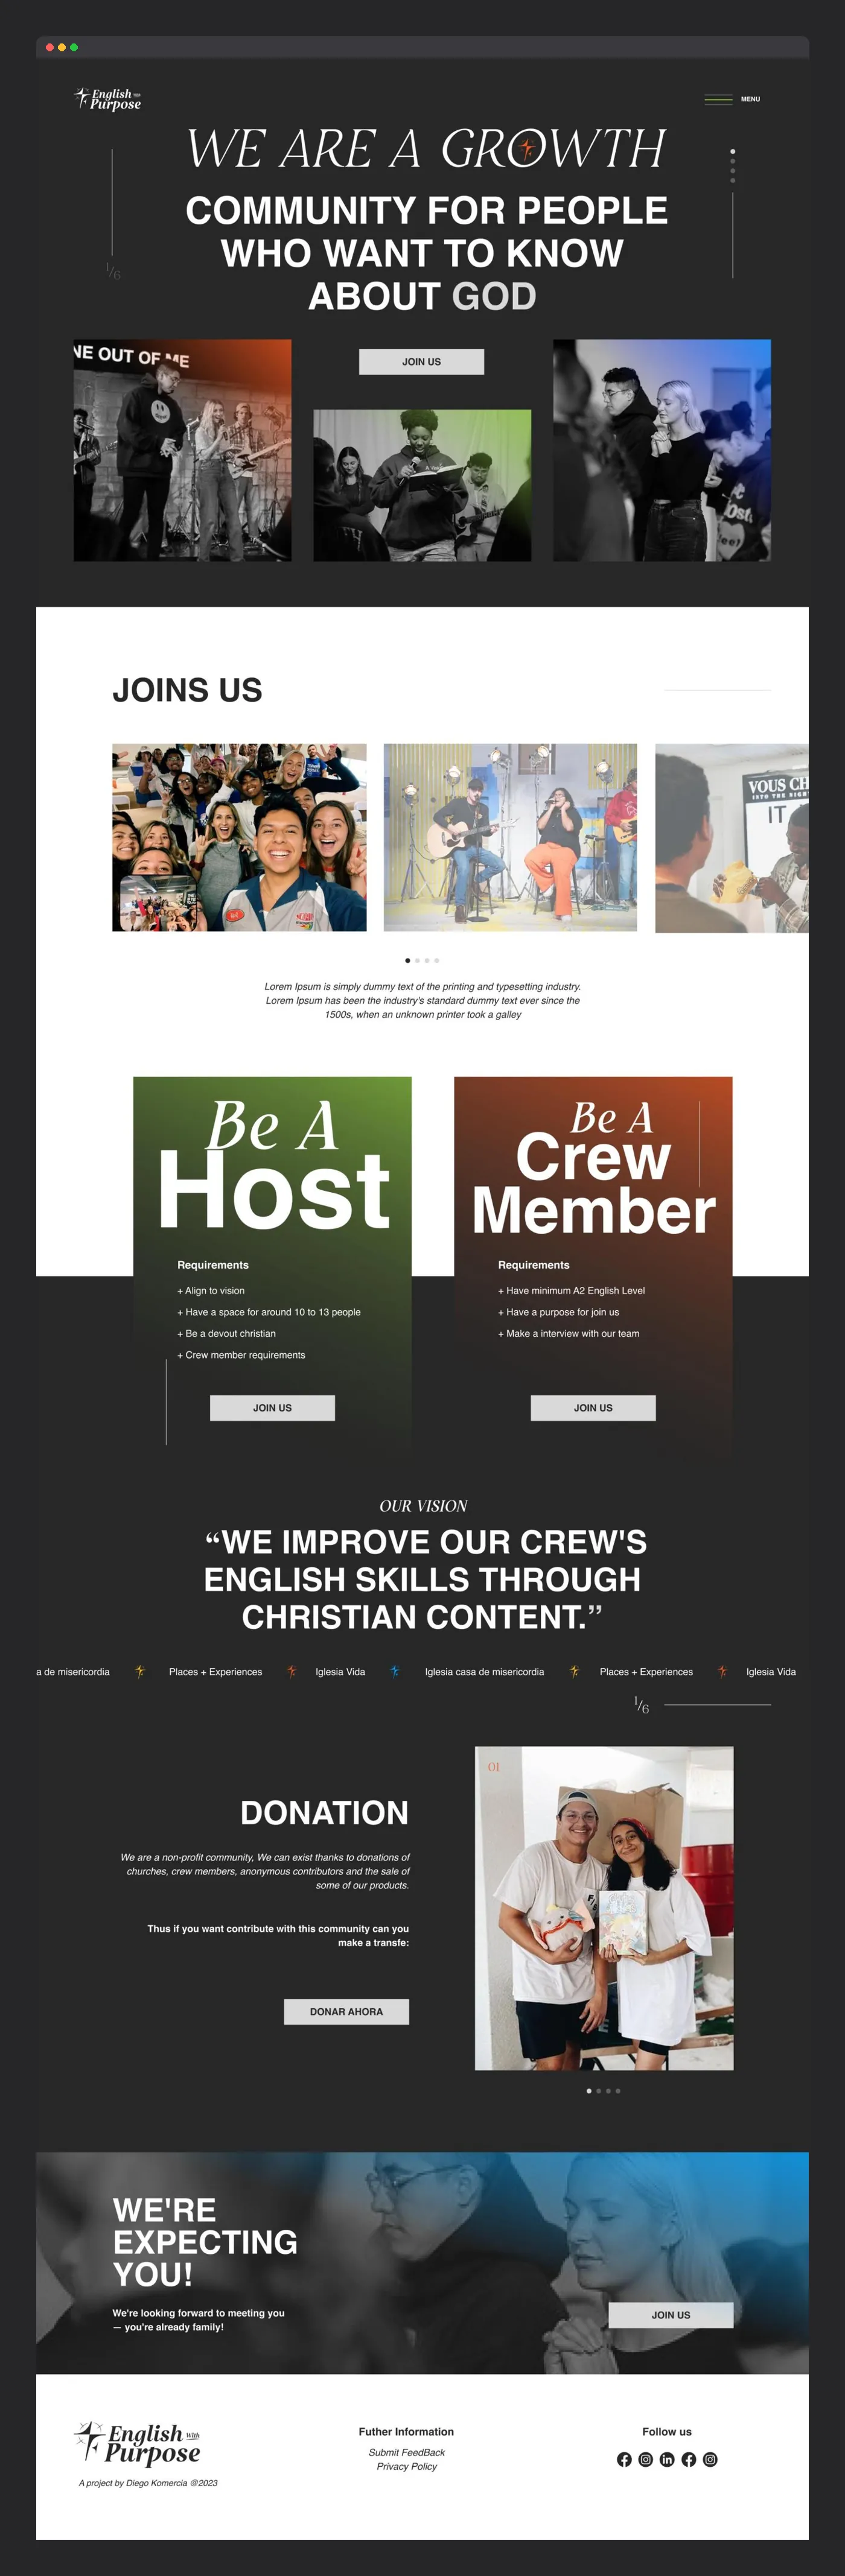 English With
Purpose
MENU
WE ARE A GROWTH
COMMUNITY FOR PEOPLE
WHO WANT TO KNOW
ABOUT GOD
1/6
NE OUT OF ME
JOIN US
JOINS US
VOUS CH
INTO THE NIGH
IT
Lorem Ipsum is simply dummy text of the printing and typesetting industry.
Lorem Ipsum has been the industry's standard dummy text ever since the
1500s, when an unknown printer took a galley
Be A
Host
Requirements
+ Align to vision
+ Have a space for around 10 to 13 people
+ Be a devout christian
+ Crew member requirements
JOIN US
Be A
Crew
Member
Requirements
+ Have minimum A2 English Level
+ Have a purpose for join us
+ Make a interview with our team
JOIN US
OUR VISION
“WE IMPROVE OUR CREW'S
ENGLISH SKILLS THROUGH
CHRISTIAN CONTENT.”
a de misericordia Places + Experiences Iglesia Vida Iglesia casa de misericordia Places + Experiences Iglesia Vida
1/6
01
DONATION
We are a non-profit community, We can exist thanks to donations of
churches, crew members, anonymous contributors and the sale of
some of our products.
Thus if you want contribute with this community can you
make a transfe:
DONAR AHORA
WE'RE
EXPECTING
YOU!
We're looking forward to meeting you
— you're already family!
JOIN US
English With
Purpose
A project by Diego Komercia @2023
Futher Information
Submit FeedBack
Privacy Policy
Follow us